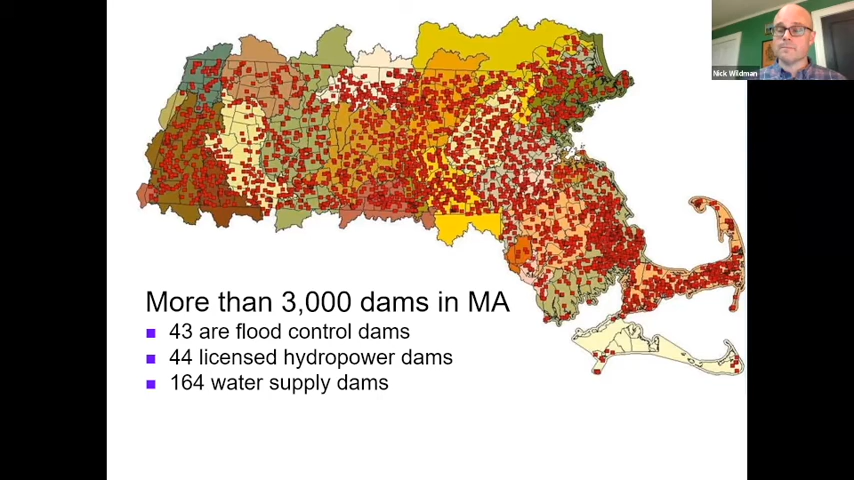 Nick Wildman
More than 3,000 dams in MA
43 are flood control dams
44 licensed hydropower dams
164 water supply dams